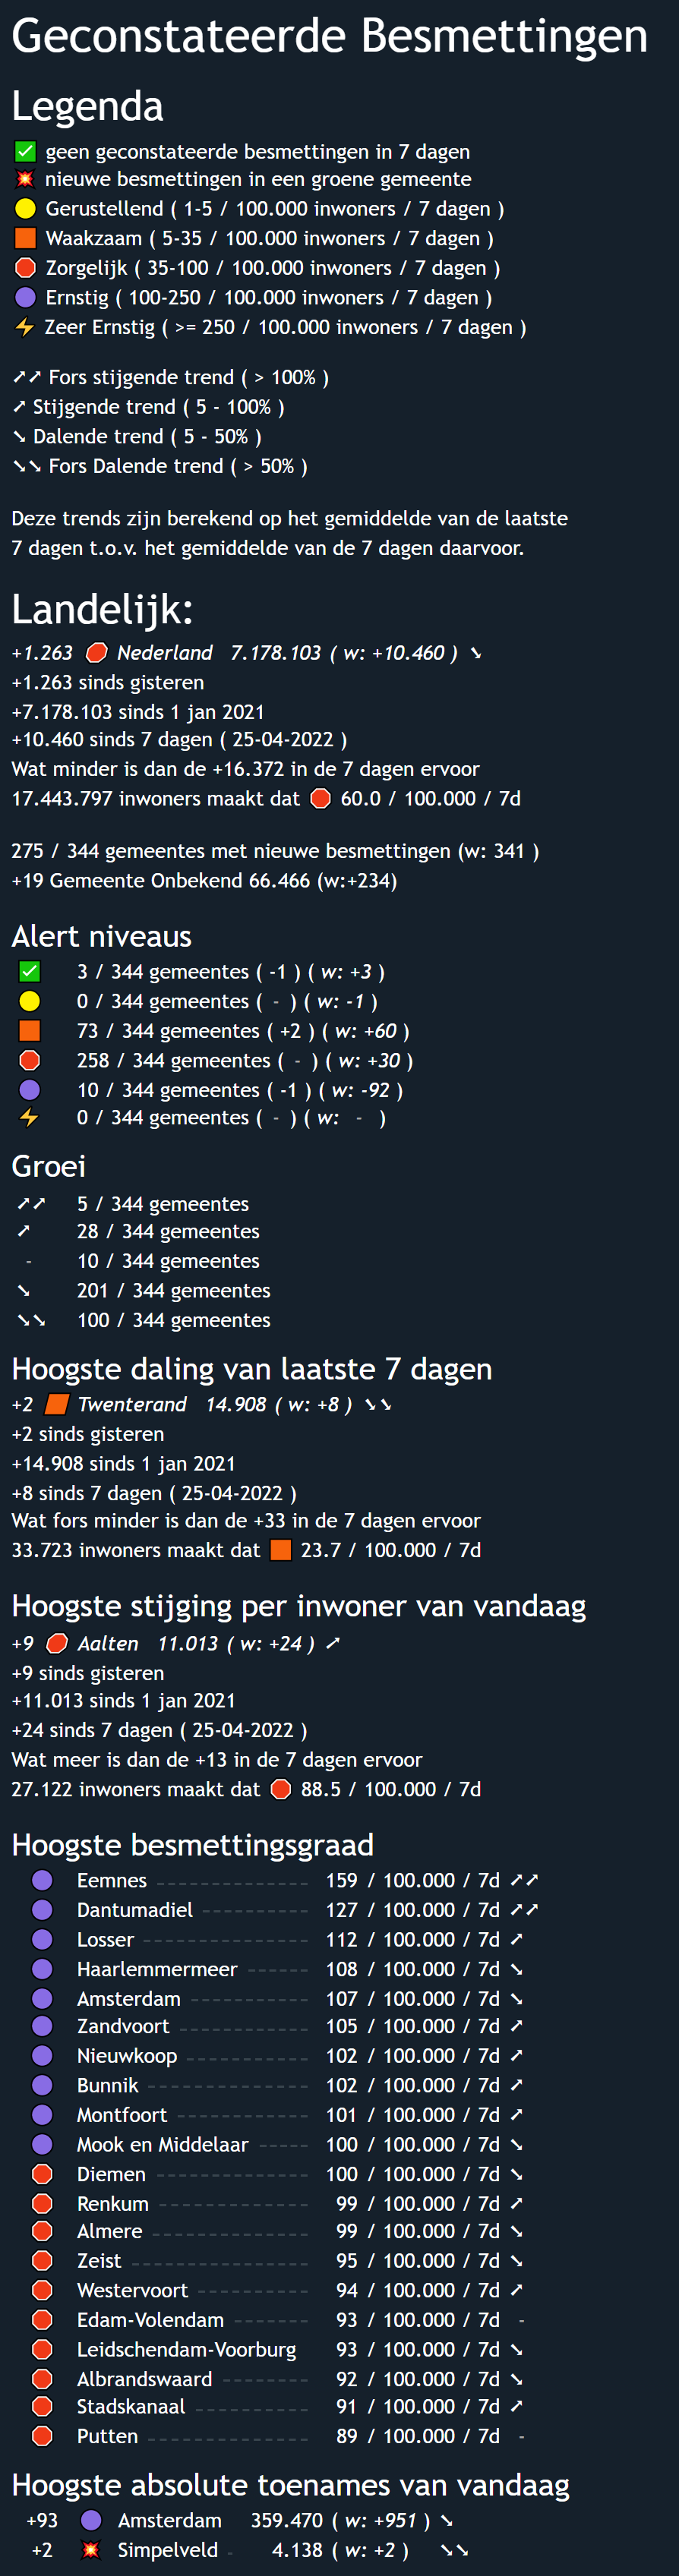 Geconstateerde Besmettingen
Legenda
✅ geen geconstateerde besmettingen in 7 dagen
💥 nieuwe besmettingen in een groene gemeente
🟡 Gerustellend ( 1-5 / 100.000 inwoners / 7 dagen )
🟧 Waakzaam ( 5-35 / 100.000 inwoners / 7 dagen )
🛑 Zorgelijk ( 35-100 / 100.000 inwoners / 7 dagen )
🟣 Ernstig ( 100-250 / 100.000 inwoners / 7 dagen )
⚡ Zeer Ernstig ( >= 250 / 100.000 inwoners / 7 dagen )
➚➚ Fors stijgende trend ( > 100% )
➚ Stijgende trend ( 5 - 100% )
➘ Dalende trend ( 5 - 50% )
➘➘ Fors Dalende trend ( > 50% )
Deze trends zijn berekend op het gemiddelde van de laatste
7 dagen t.o.v. het gemiddelde van de 7 dagen daarvoor.
Landelijk:
+1.263 🛑 Nederland 7.178.103 ( w: +10.460 ) ➘
+1.263 sinds gisteren
+7.178.103 sinds 1 jan 2021
+10.460 sinds 7 dagen ( 25-04-2022 )
Wat minder is dan de +16.372 in de 7 dagen ervoor
17.443.797 inwoners maakt dat 🛑 60.0 / 100.000 / 7d
275 / 344 gemeentes met nieuwe besmettingen (w: 341 )
+19 Gemeente Onbekend 66.466 (w:+234)
Alert niveaus
✅ 3 / 344 gemeentes ( -1 ) ( w: +3 )
🟡 0 / 344 gemeentes ( - ) ( w: -1 )
🟧 73 / 344 gemeentes ( +2 ) ( w: +60 )
🛑 258 / 344 gemeentes ( - ) ( w: +30 )
🟣 10 / 344 gemeentes ( -1 ) ( w: -92 )
⚡ 0 / 344 gemeentes ( - ) ( w: - )
Groei
➚➚ 5 / 344 gemeentes
➚ 28 / 344 gemeentes
- 10 / 344 gemeentes
➘ 201 / 344 gemeentes
➘➘ 100 / 344 gemeentes
Hoogste daling van laatste 7 dagen
+2 🟧 Twenterand 14.908 ( w: +8 ) ➘➘
+2 sinds gisteren
+14.908 sinds 1 jan 2021
+8 sinds 7 dagen ( 25-04-2022 )
Wat fors minder is dan de +33 in de 7 dagen ervoor
33.723 inwoners maakt dat 🟧 23.7 / 100.000 / 7d
Hoogste stijging per inwoner van vandaag
+9 🛑 Aalten 11.013 ( w: +24 ) ➚
+9 sinds gisteren
+11.013 sinds 1 jan 2021
+24 sinds 7 dagen ( 25-04-2022 )
Wat meer is dan de +13 in de 7 dagen ervoor
27.122 inwoners maakt dat 🛑 88.5 / 100.000 / 7d
Hoogste besmettingsgraad
🟣 Eemnes 159 / 100.000 / 7d ➚➚
🟣 Dantumadiel 127 / 100.000 / 7d ➚➚
🟣 Losser 112 / 100.000 / 7d ➚
🟣 Haarlemmermeer 108 / 100.000 / 7d ➘
🟣 Amsterdam 107 / 100.000 / 7d ➘
🟣 Zandvoort 105 / 100.000 / 7d ➚
🟣 Nieuwkoop 102 / 100.000 / 7d ➚
🟣 Bunnik 102 / 100.000 / 7d ➚
🟣 Montfoort 101 / 100.000 / 7d ➚
🟣 Mook en Middelaar 100 / 100.000 / 7d ➘
🛑 Diemen 100 / 100.000 / 7d ➘
🛑 Renkum 99 / 100.000 / 7d ➚
🛑 Almere 99 / 100.000 / 7d ➘
🛑 Zeist 95 / 100.000 / 7d ➘
🛑 Westervoort 94 / 100.000 / 7d ➚
🛑 Edam-Volendam 93 / 100.000 / 7d -
🛑 Leidschendam-Voorburg 93 / 100.000 / 7d ➘
🛑 Albrandswaard 92 / 100.000 / 7d ➘
🛑 Stadskanaal 91 / 100.000 / 7d ➚
🛑 Putten 89 / 100.000 / 7d -
Hoogste absolute toenames van vandaag
+93 🟣 Amsterdam 359.470 ( w: +951 ) ➘
+2 💥 Simpelveld - 4.138 ( w: +2 ) ➘➘